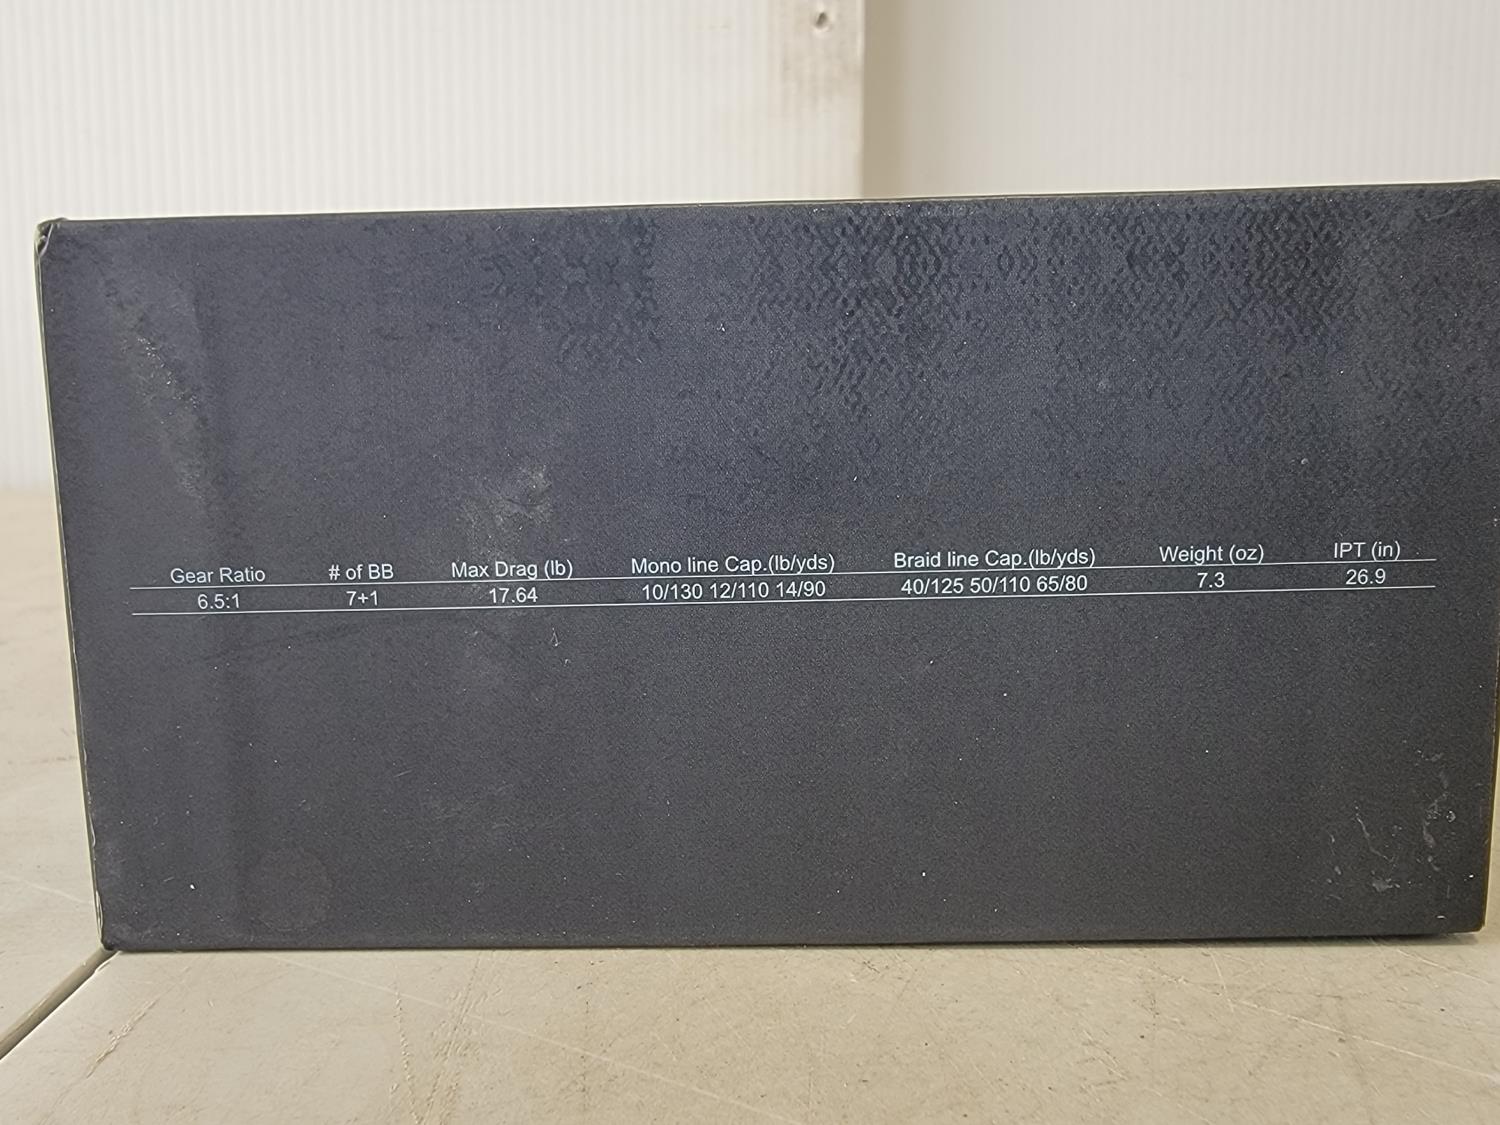 Gear Ratio # of BB Max Drag (lb) Mono line Cap.(lb/yds) Braid line Cap.(lb/yds) Weight (oz) IPT (in)
6.5:1 7+1 17.64 10/130 12/110 14/90 40/125 50/110 65/80 7.3 26.9